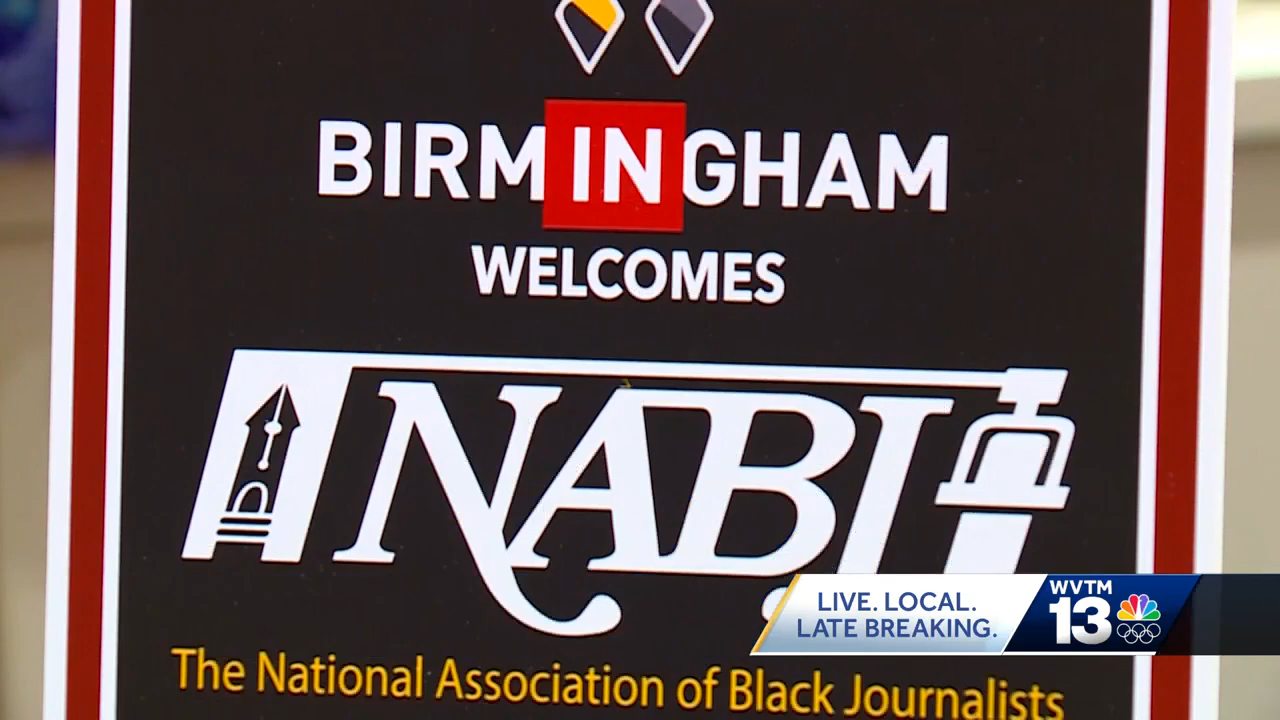 BIRMINGHAM
WELCOMES
NABJ
The National Association of Black Journalists
LIVE. LOCAL.
LATE BREAKING.
WVTM
13